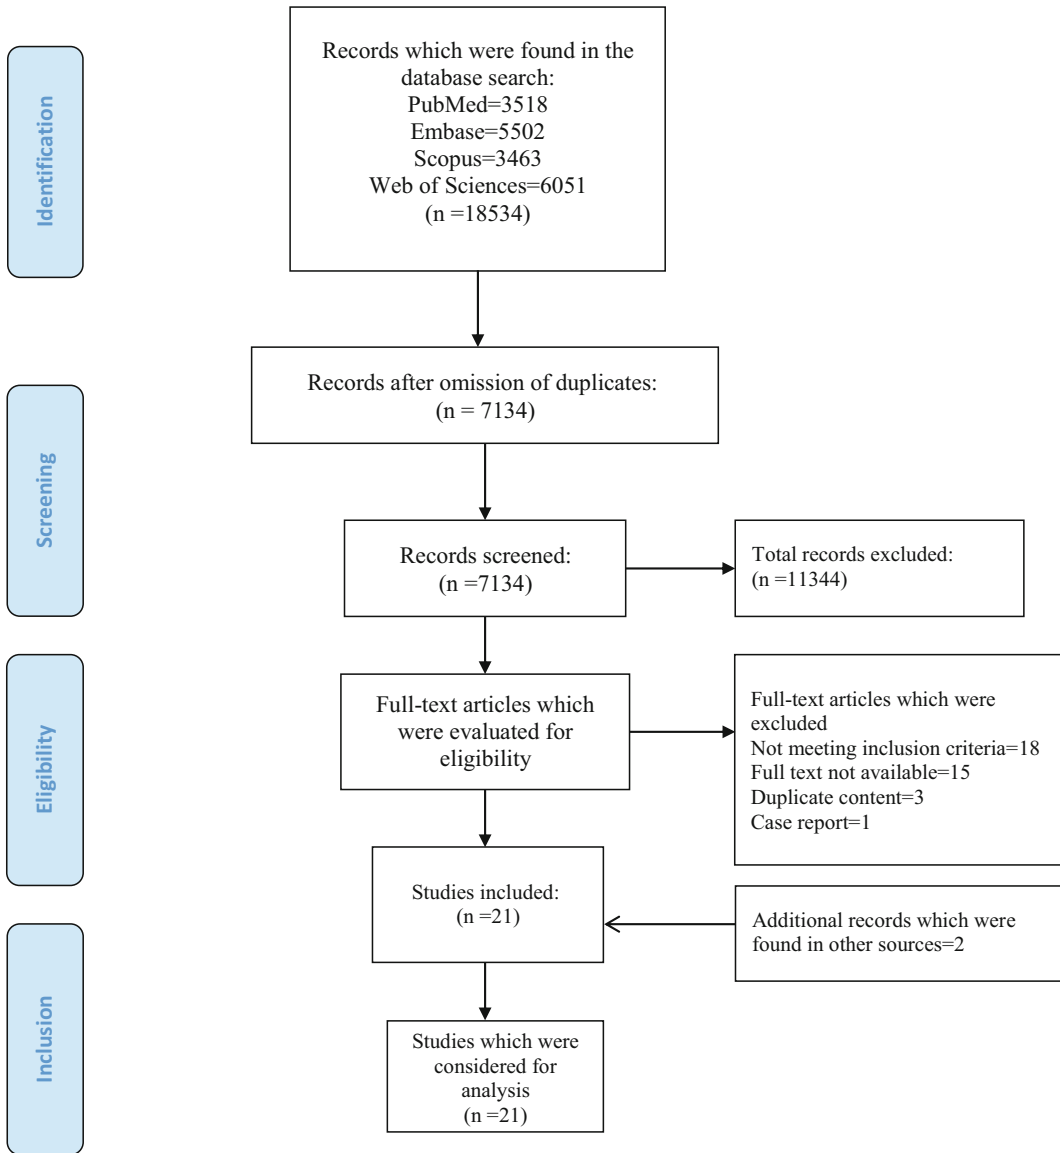 Identification
Records which were found in the
database search:
PubMed=3518
Embase=5502
Scopus=3463
Web of Sciences=6051
(n =18534)
Screening
Records after omission of duplicates:
(n = 7134)
Records screened:
(n =7134)
Total records excluded:
(n =11344)
Eligibility
Full-text articles which
were evaluated for
eligibility
Full-text articles which were
excluded
Not meeting inclusion criteria=18
Full text not available=15
Duplicate content=3
Case report=1
Studies included:
(n =21)
Additional records which were
found in other sources=2
Inclusion
Studies which were
considered for
analysis
(n =21)